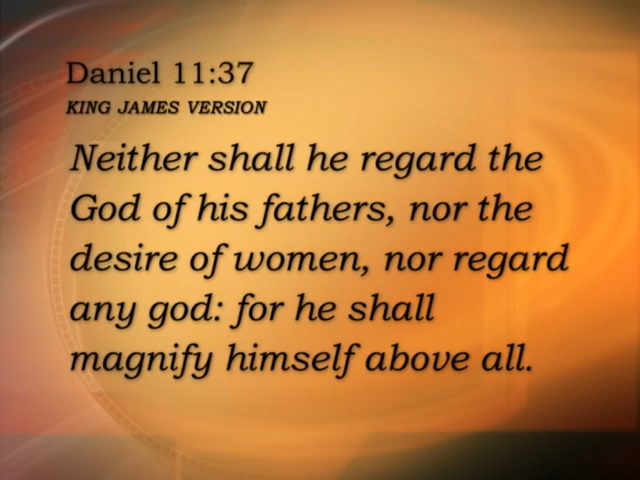 Daniel 11:37
KING JAMES VERSION
Neither shall he regard the
God of his fathers, nor the
desire of women, nor regard
any god: for he shall
magnify himself above all.